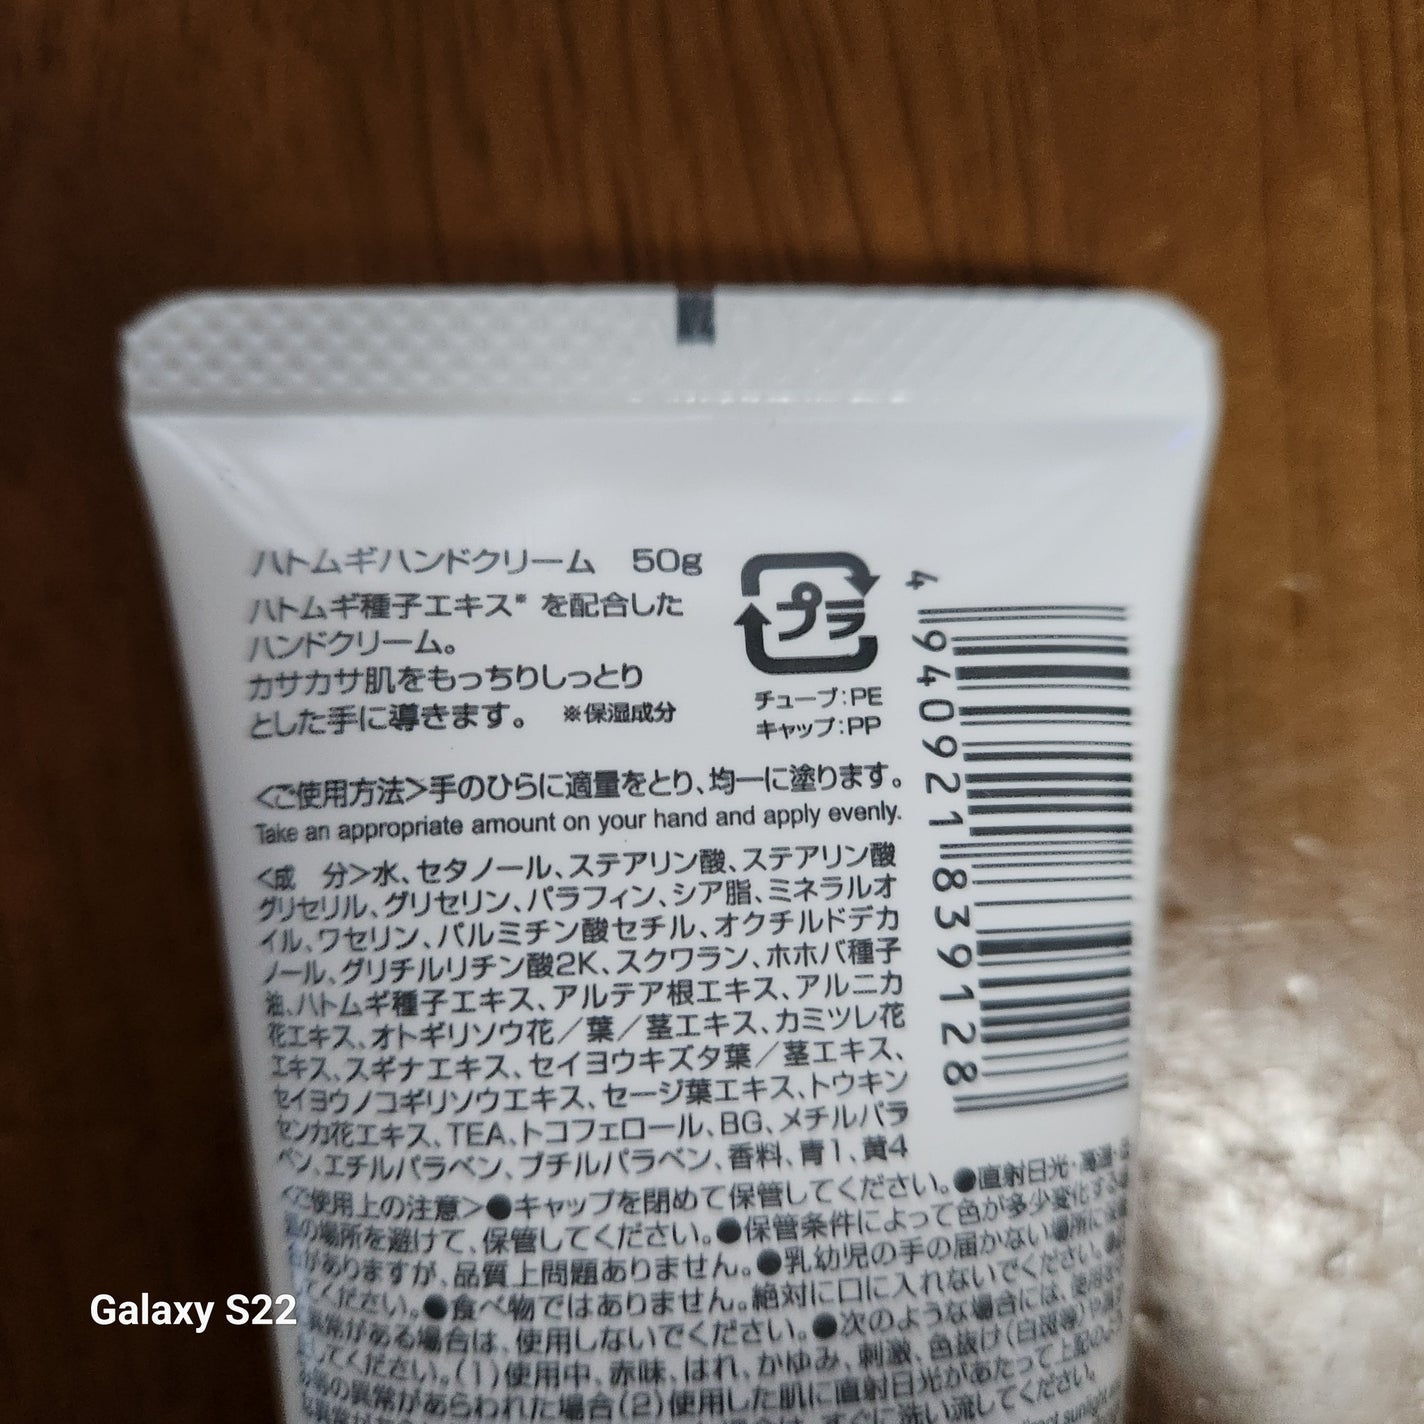 ハトムギハンドクリーム 50g
ハトムギ種子エキス※ を配合した
ハンドクリーム。
カサカサ肌をもっちりしっとり
とした手に導きます。 ※保湿成分
プラ
チューブ:PE
キャップ:PP
4 940921 839128
<ご使用方法>手のひらに適量をとり、均一に塗ります。
Take an appropriate amount on your hand and apply evenly.
<成 分>水、セタノール、ステアリン酸、ステアリン酸
グリセリル、グリセリン、パラフィン、シア脂、ミネラルオ
イル、ワセリン、パルミチン酸セチル、オクチルドデカ
ノール、グリチルリチン酸2K、スクワラン、ホホバ種子
油、ハトムギ種子エキス、アルテア根エキス、アルニカ
花エキス、オトギリソウ花/葉/茎エキス、カミツレ花
エキス、スギナエキス、セイヨウキズタ葉/茎エキス、
セイヨウノコギリソウエキス、セージ葉エキス、トウキン
センカ花エキス、TEA、トコフェロール、BG、メチルパラ
ベン、エチルパラベン、ブチルパラベン、香料、青1、黄4
<ご使用上の注意>●キャップを閉めて保管してください。●直射日光・高温・
の場所を避けて、保管してください。●保管条件によって色が多少変化する
がありますが、品質上問題ありません。●乳幼児の手の届かない場所に
てください。●食べ物ではありません。絶対に口に入れないでください。
異常がある場合は、使用しないでください。●次のような場合には、使用を
してください。(1)使用中、赤味、はれ、かゆみ、刺激、色抜け(白斑等)や
の異常があらわれた場合(2)使用した肌に直射日光があたって上記のよう
すぐに洗い流してください。
Galaxy S22